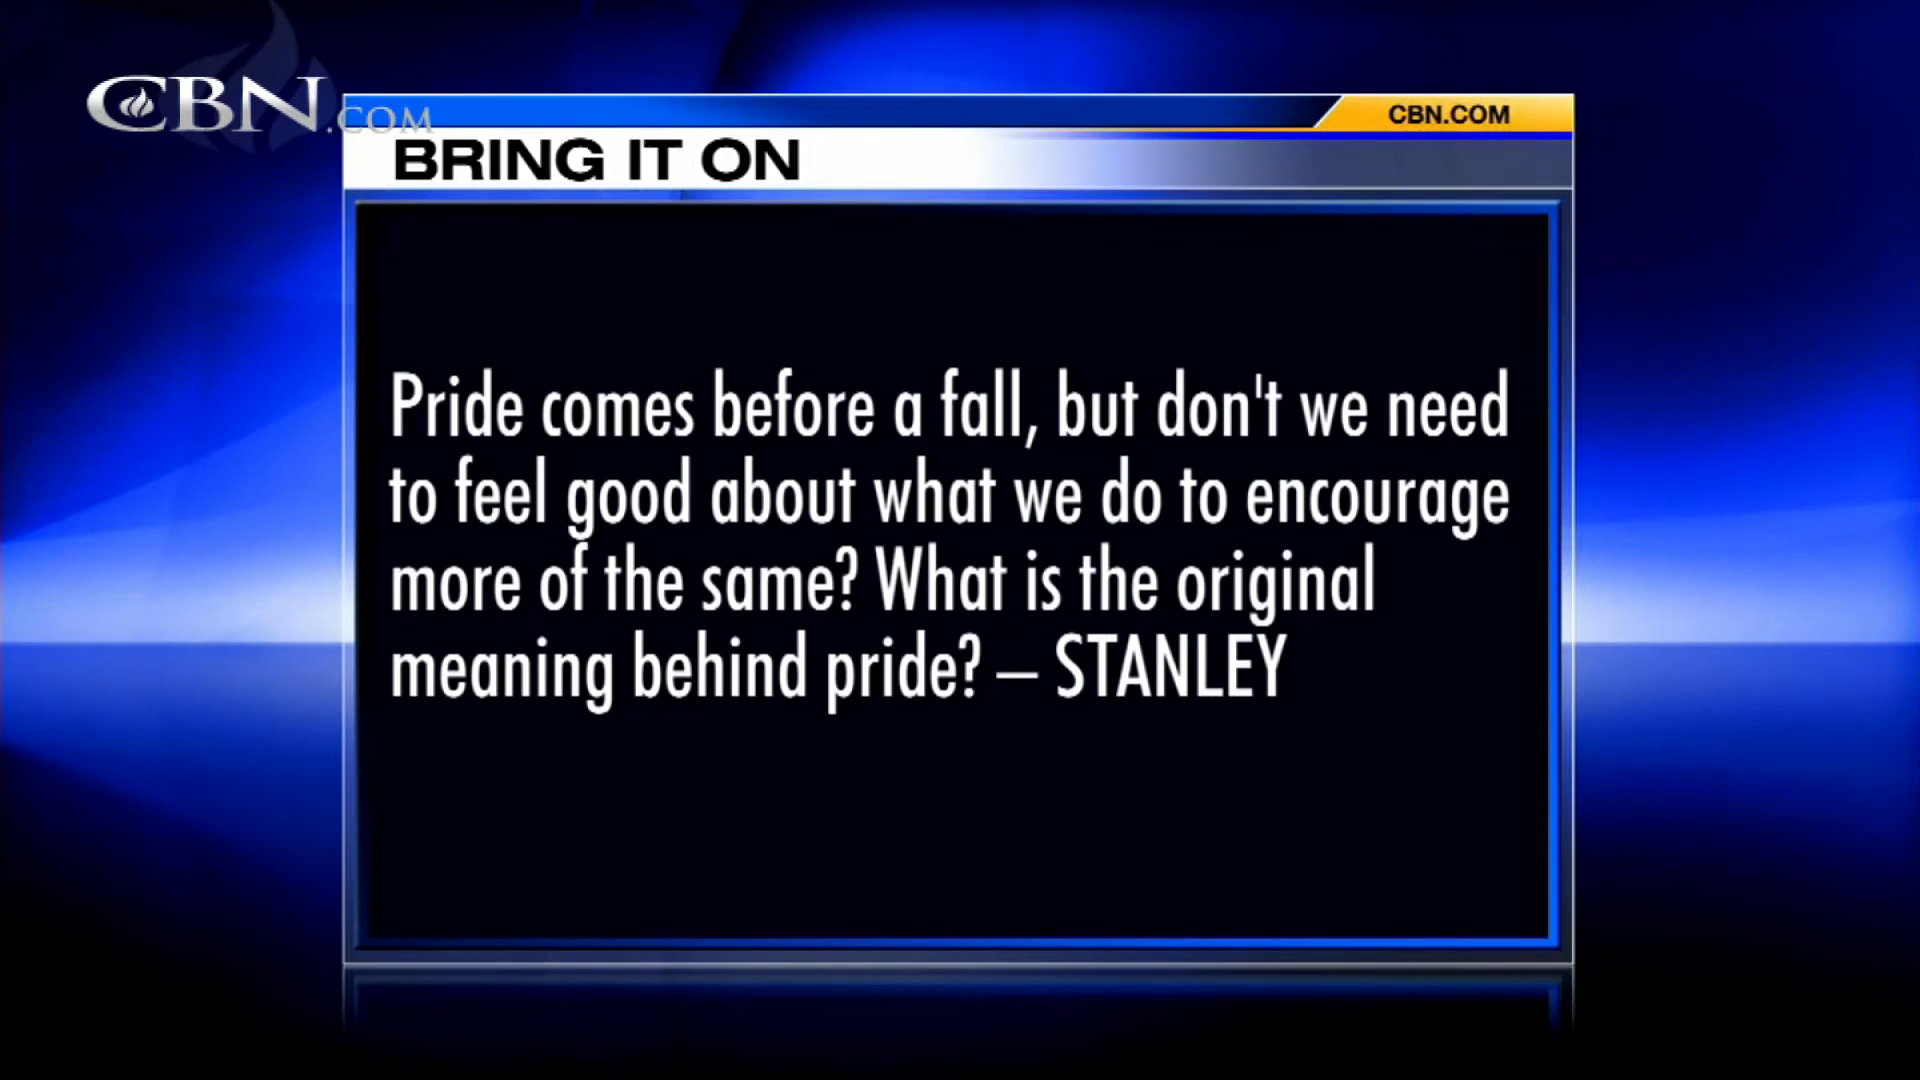 CBN.COM
CBN.COM
BRING IT ON
Pride comes before a fall, but don't we need
to feel good about what we do to encourage
more of the same? What is the original
meaning behind pride? – STANLEY